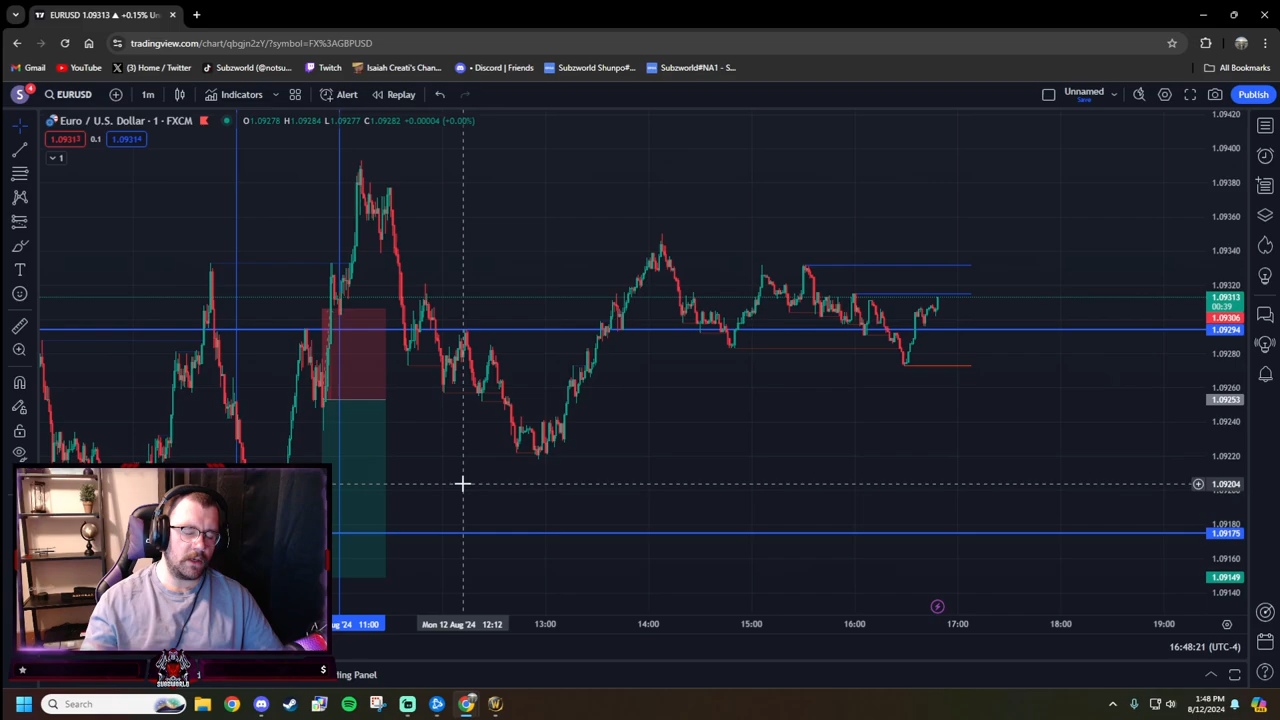 EURUSD 1.09313 ▲ +0.15% Un
tradingview.com/chart/qbgjn2zY/?symbol=FX%3AGBPUSD
Gmail
YouTube
(3) Home / Twitter
Subzworld (@notsu...
Twitch
Isaiah Creati's Chan...
Discord | Friends
Subzworld Shunpo#...
Subzworld#NA1 - S...
All Bookmarks
S
4
EURUSD
1m
Indicators
Alert
Replay
Unnamed
Save
Publish
Euro / U.S. Dollar · 1 · FXCM
O1.09278 H1.09284 L1.09277 C1.09282 +0.00004 (+0.00%)
1.09313
0.1
1.09314
1
1.09420
1.09400
1.09380
1.09360
1.09340
1.09320
1.09313
00:39
1.09306
1.09294
1.09280
1.09260
1.09253
1.09240
1.09220
1.09204
1.09180
1.09175
1.09160
1.09149
1.09140
'24 11:00
Mon 12 Aug '24 12:12
13:00
14:00
15:00
16:00
17:00
18:00
19:00
16:48:21 (UTC-4)
ing Panel
SUBZWORLD
$
Search
1:48 PM
8/12/2024